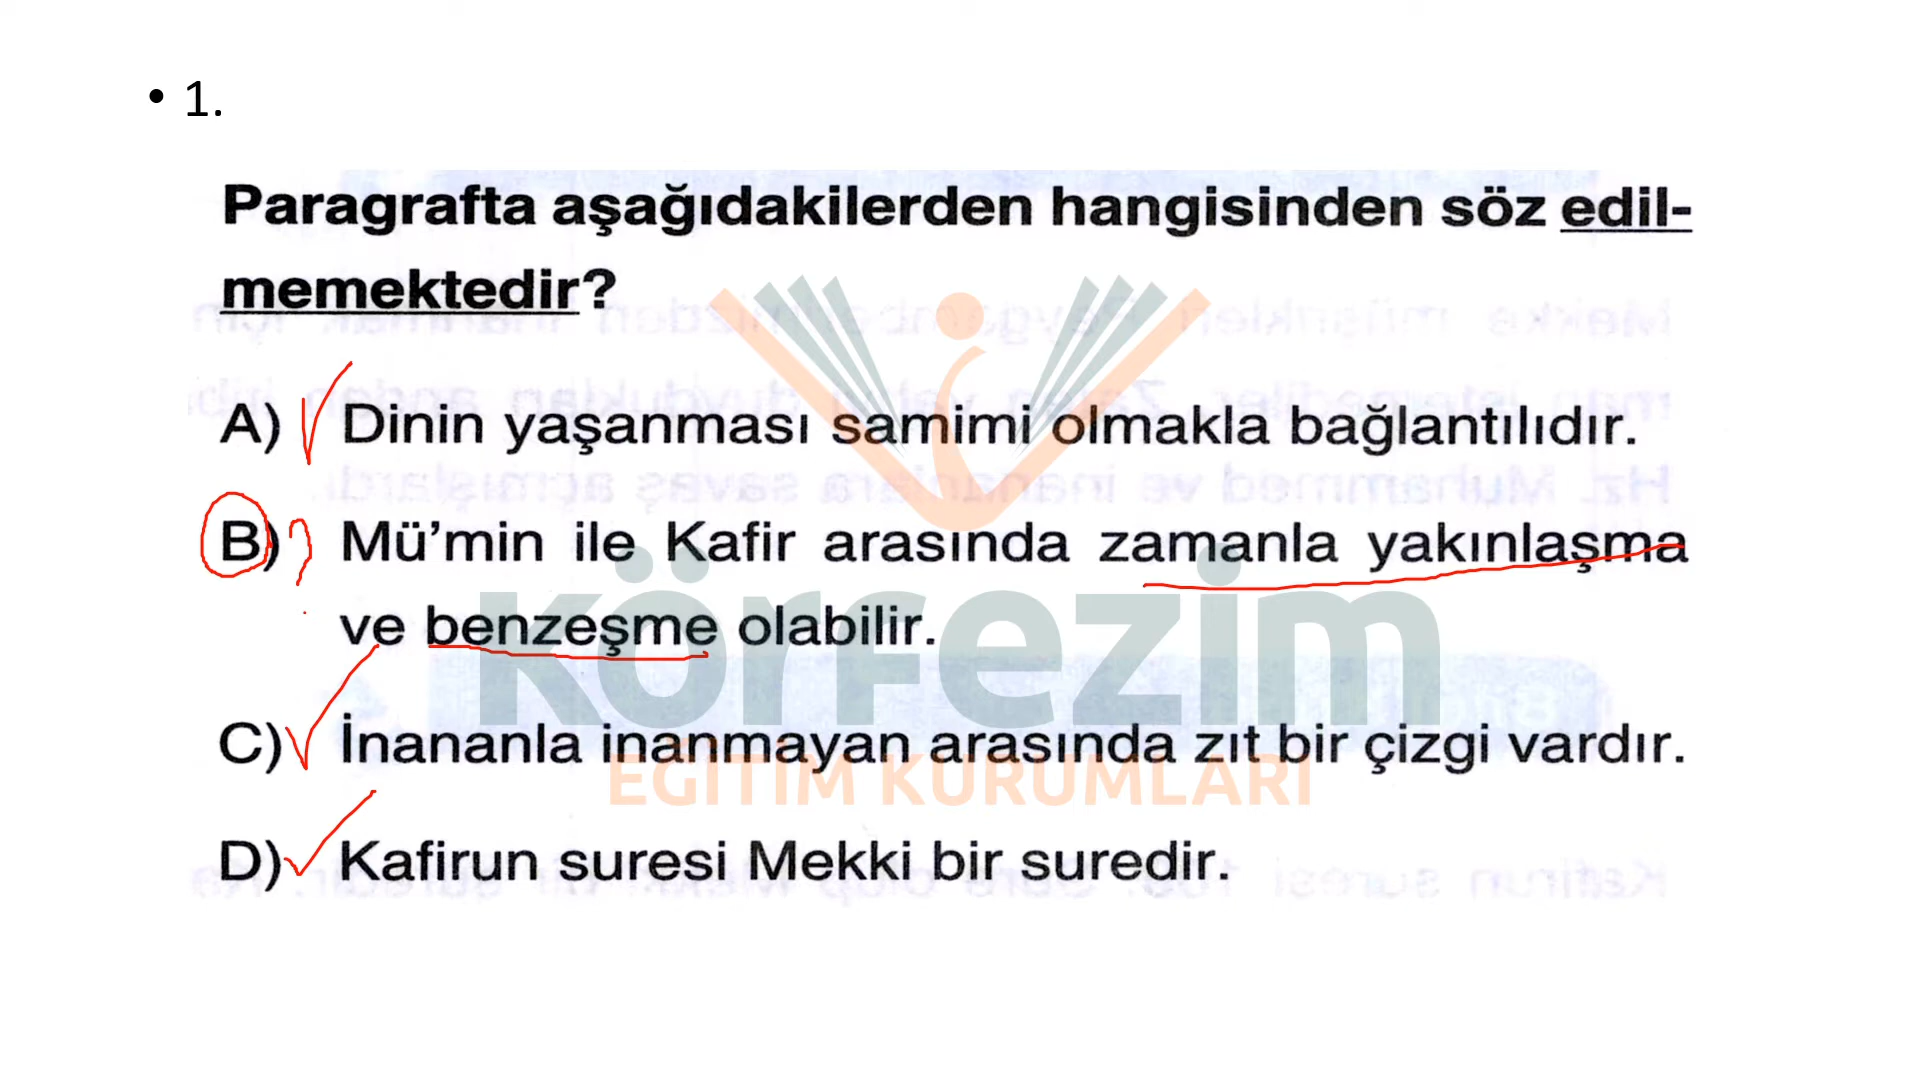 • 1.
Paragrafta aşağıdakilerden hangisinden söz edil-
memektedir?
A) Dinin yaşanması samimi olmakla bağlantılıdır.
B) ? Mü'min ile Kafir arasında zamanla yakınlaşma
ve benzeşme olabilir.
körfezim
C) İnananla inanmayan arasında zıt bir çizgi vardır.
EĞİTİM KURUMLARI
D) Kafirun suresi Mekki bir suredir.